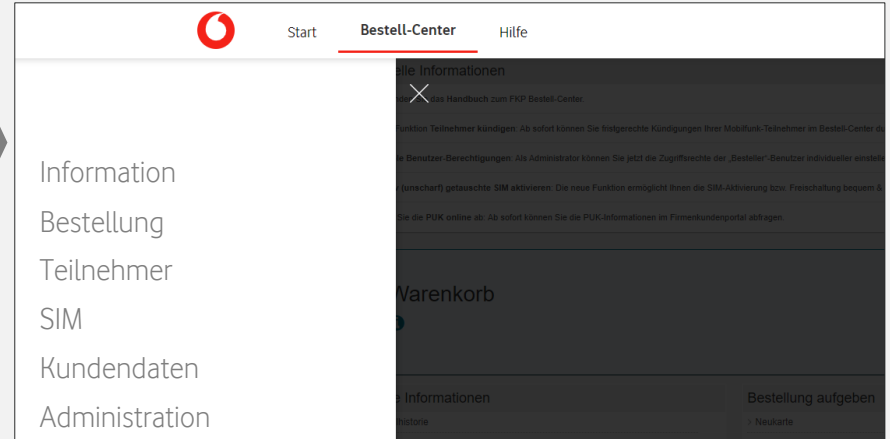 Start Bestell-Center Hilfe
elle Informationen
das Handbuch zum FKP Bestell-Center.
Funktion Teilnehmer kündigen: Ab sofort können Sie fristgerechte Kündigungen Ihrer Mobilfunk-Teilnehmer im Bestell-Center du
Benutzer-Berechtigungen: Als Administrator können Sie jetzt die Zugriffsrechte der „Besteller"-Benutzer individueller einstelle
(unscharf) getauschte SIM aktivieren: Die neue Funktion ermöglicht Ihnen die SIM-Aktivierung bzw. Freischaltung bequem &
Sie die PUK online ab: Ab sofort können Sie die PUK-Informationen im Firmenkundenportal abfragen.
Information
Bestellung
Teilnehmer
SIM
Kundendaten
Administration
Warenkorb
Informationen
Bestellung aufgeben
historie
> Neukarte